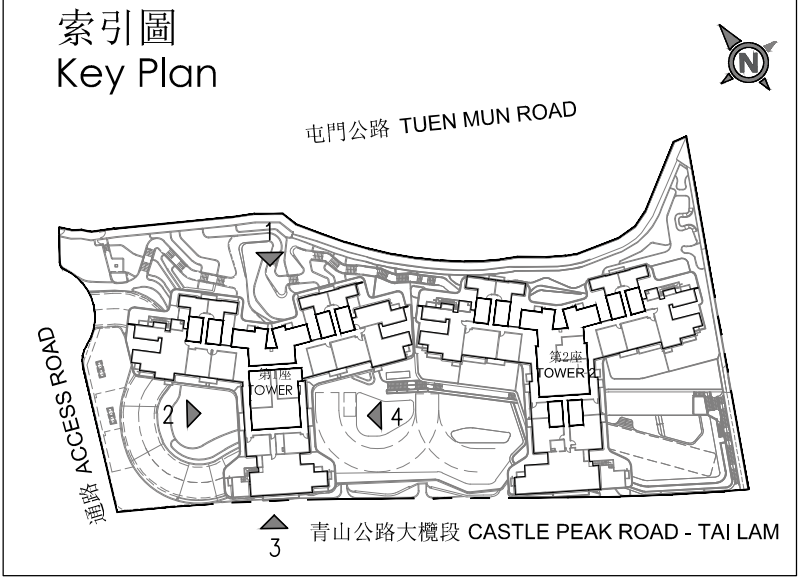 索引圖
Key Plan
N
屯門公路 TUEN MUN ROAD
1
通路 ACCESS ROAD
第1座
TOWER 1
第2座
TOWER 2
2
4
3
青山公路大欖段 CASTLE PEAK ROAD - TAI LAM